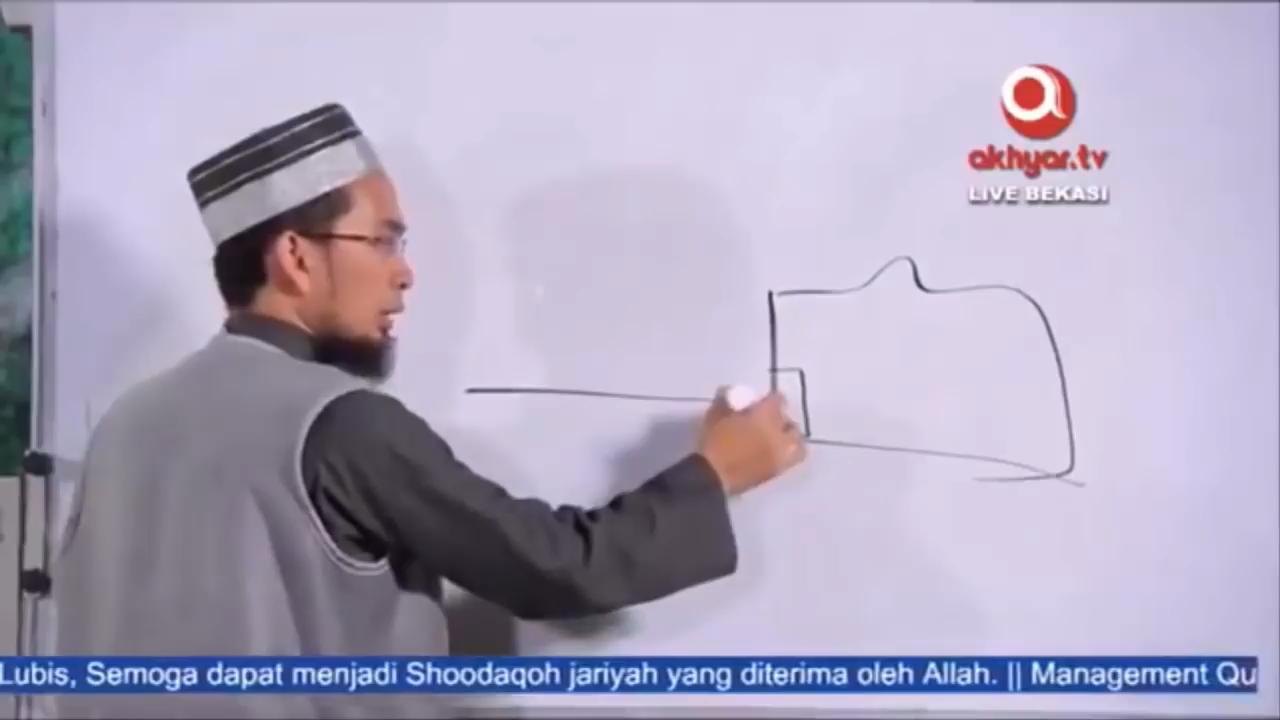 akhyar.tv
LIVE BEKASI
Lubis, Semoga dapat menjadi Shoodaqoh jariyah yang diterima oleh Allah. || Management Qu